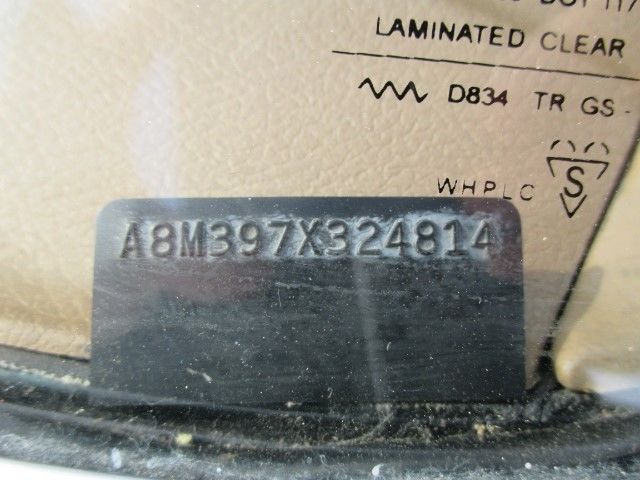 LAMINATED CLEAR
D834 TR GS -
WHPLC
S
A8M397X324814